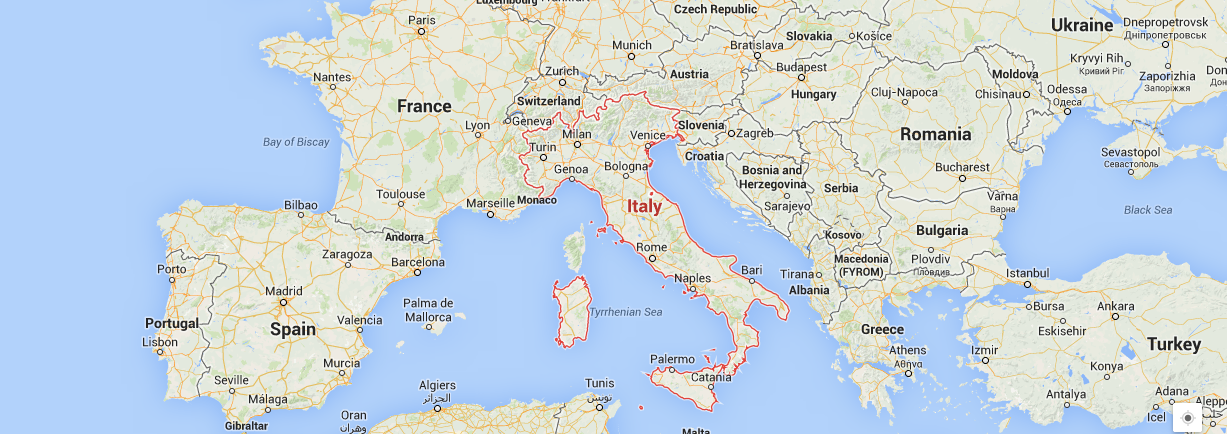 Luxembourg
Frankfurt
Czech Republic
Paris
Ukraine
Dnepropetrovsk
Дніпропетровськ
Slovakia
Košice
Munich
Bratislava
Kryvyi Rih
Кривий Ріг
Nantes
Zurich
Austria
Budapest
Moldova
Zaporizhia
Запоріжжя
France
Switzerland
Hungary
Cluj-Napoca
Chisinau
Odessa
Одеса
Lyon
Geneva
Milan
Venice
Slovenia
Zagreb
Romania
Bay of Biscay
Turin
Croatia
Sevastopol
Севастополь
Genoa
Bologna
Bosnia and
Herzegovina
Bucharest
Toulouse
Marseille
Monaco
Italy
Serbia
Varna
Варна
Bilbao
Sarajevo
Black Sea
Andorra
Kosovo
Bulgaria
Zaragoza
Rome
Macedonia
(FYROM)
Plovdiv
Пловдив
Porto
Barcelona
Naples
Bari
Tirana
Albania
Istanbul
Madrid
Palma de
Mallorca
Tyrrhenian Sea
Bursa
Ankara
Portugal
Spain
Valencia
Greece
Eskisehir
Turkey
Lisbon
Murcia
Palermo
Athens
Αθήνα
Izmir
Konya
Seville
Algiers
الجزائر
Tunis
تونس
Catania
Antalya
Adana
Aleppo
Málaga
Gibraltar
Oran
وهران
Malta
Icel